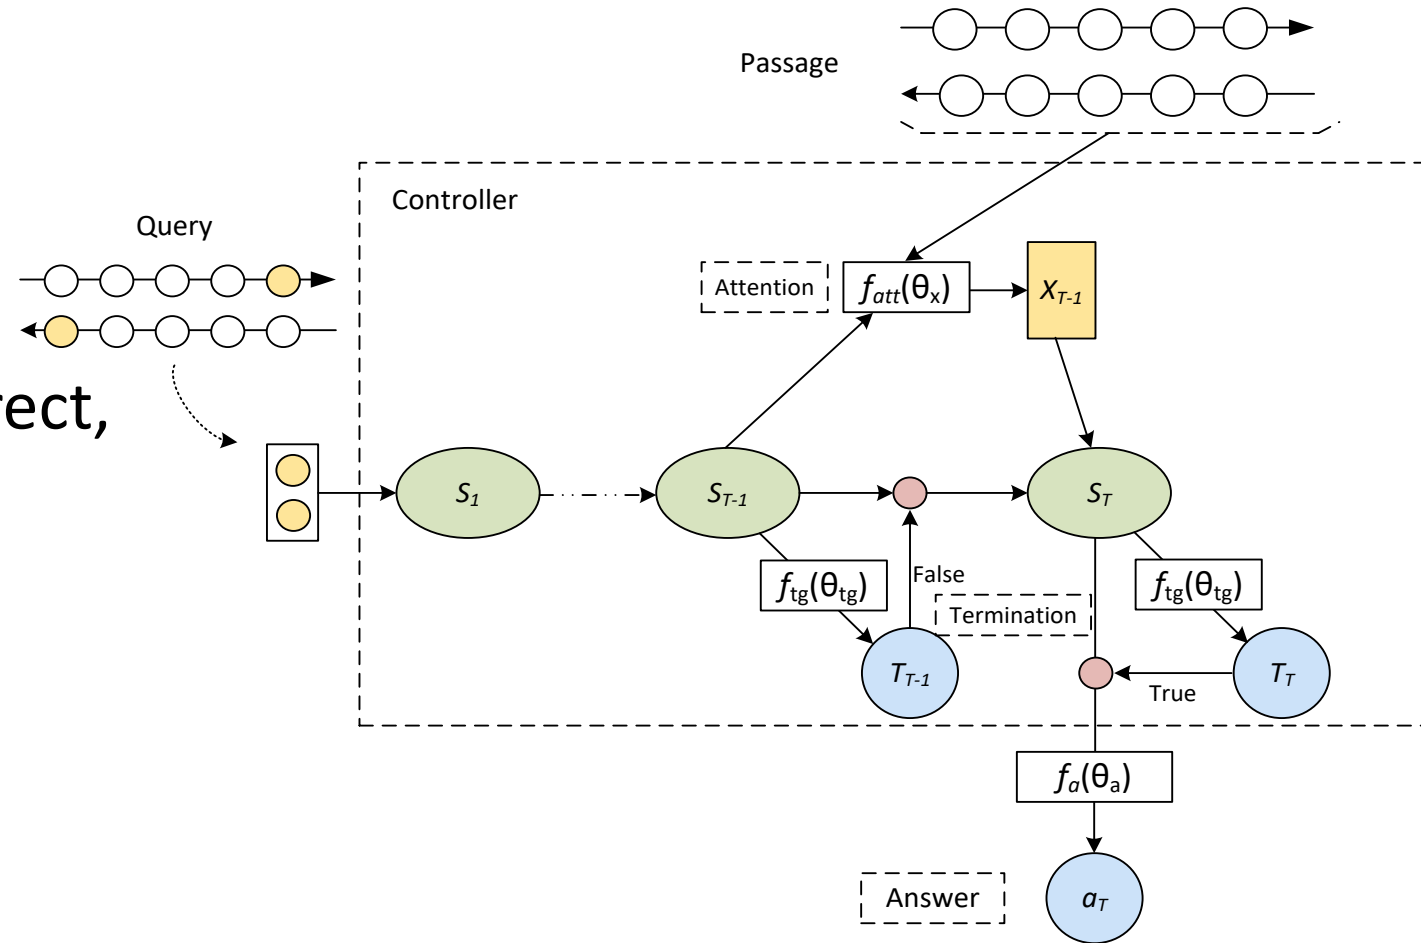 Passage
Controller
Query
Attention
f_att(θ_x)
X_T-1
rect,
S_1
S_T-1
S_T
f_tg(θ_tg)
False
f_tg(θ_tg)
Termination
T_T-1
True
T_T
f_a(θ_a)
Answer
a_T